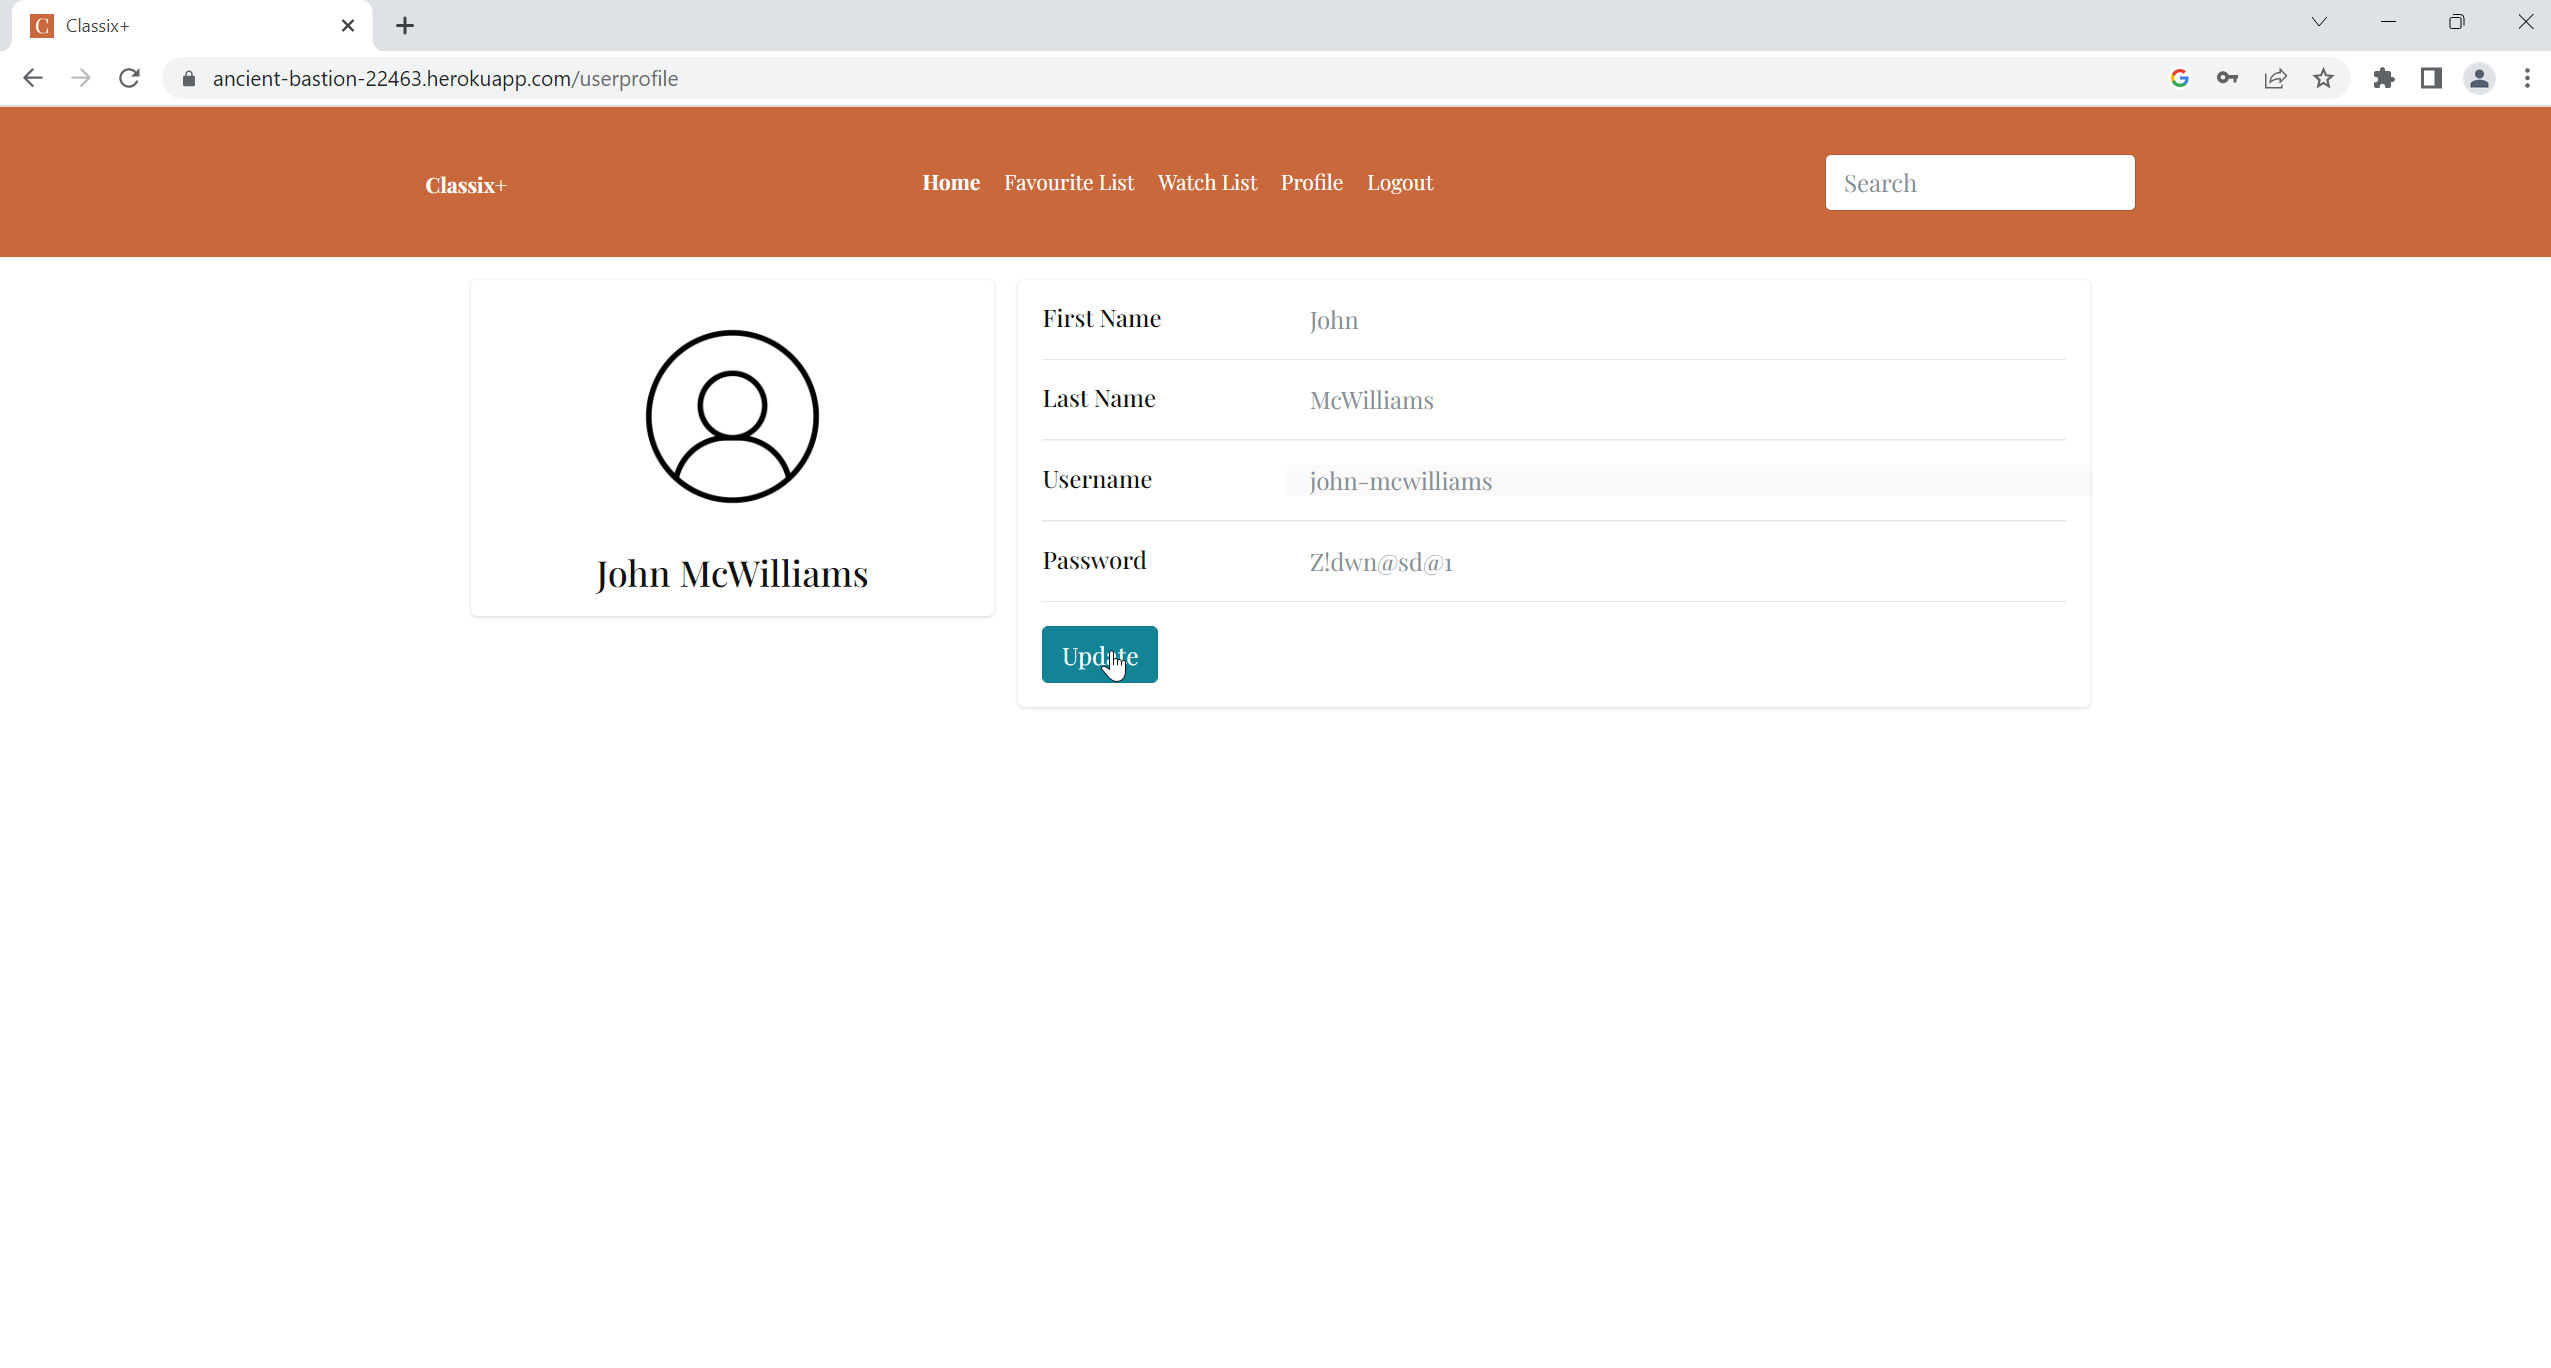 Classix+
ancient-bastion-22463.herokuapp.com/userprofile
Classix+
Home Favourite List Watch List Profile Logout
Search
John McWilliams
First Name John
Last Name McWilliams
Username john-mcwilliams
Password Z!dwn@sd@1
Update